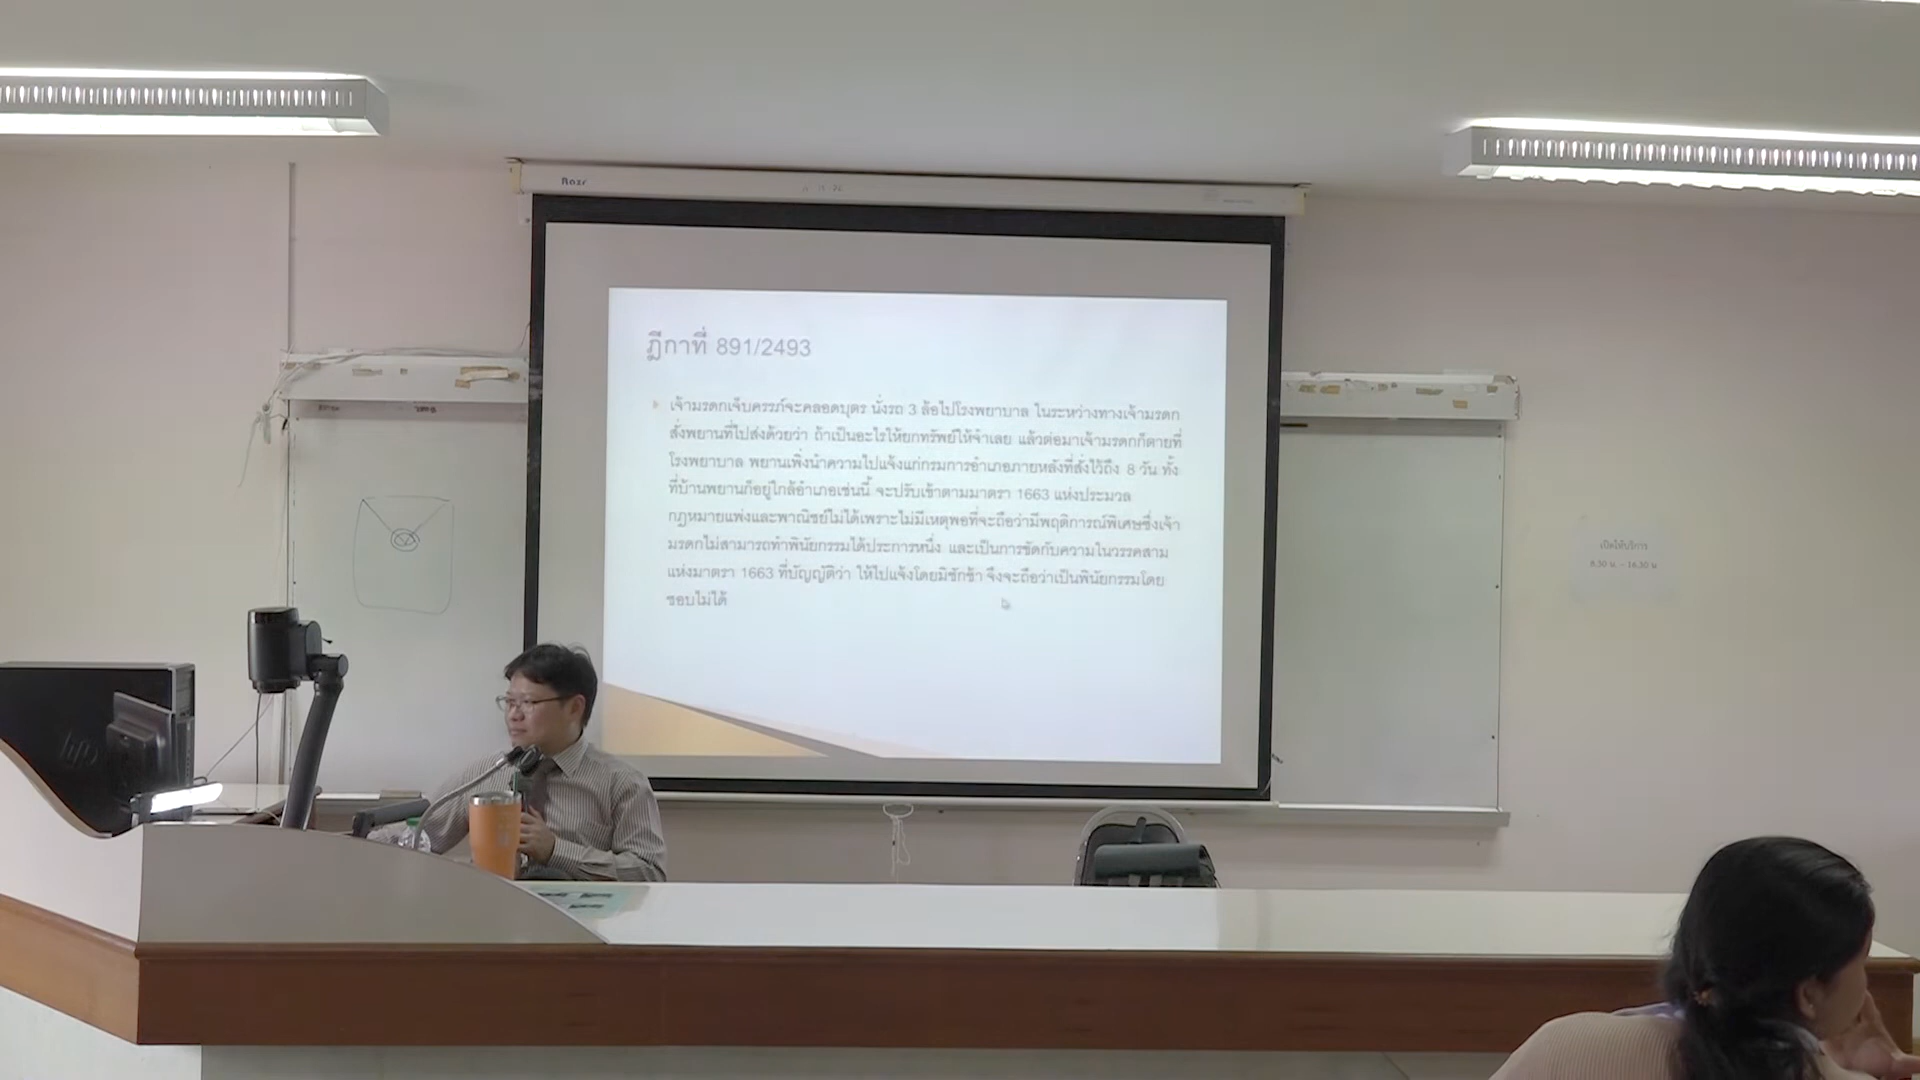 ฎีกาที่ 891/2493
เจ้ามรดกเจ็บครรภ์จะคลอดบุตร นั่งรถ 3 ล้อไปโรงพยาบาล ในระหว่างทางเจ้ามรดก
สั่งพยานที่ไปส่งด้วยว่า ถ้าเป็นอะไรให้ยกทรัพย์ให้จำเลย แล้วต่อมาเจ้ามรดกก็ตายที่
โรงพยาบาล พยานเพิ่งนำความไปแจ้งแก่กรมการอำเภอภายหลังที่สั่งไว้ถึง 8 วัน ทั้ง
ที่บ้านพยานก็อยู่ใกล้อำเภอเช่นนี้ จะปรับเข้าตามมาตรา 1663 แห่งประมวล
กฎหมายแพ่งและพาณิชย์ไม่ได้เพราะไม่มีเหตุพอที่จะถือว่ามีพฤติการณ์พิเศษซึ่งเจ้า
มรดกไม่สามารถทำพินัยกรรมได้ประการหนึ่ง และเป็นการขัดกับความในวรรคสาม
แห่งมาตรา 1663 ที่บัญญัติว่า ให้ไปแจ้งโดยมิชักช้า จึงจะถือว่าเป็นพินัยกรรมโดย
ชอบไม่ได้
เปิดให้บริการ
8.30 น. - 16.30 น
hp